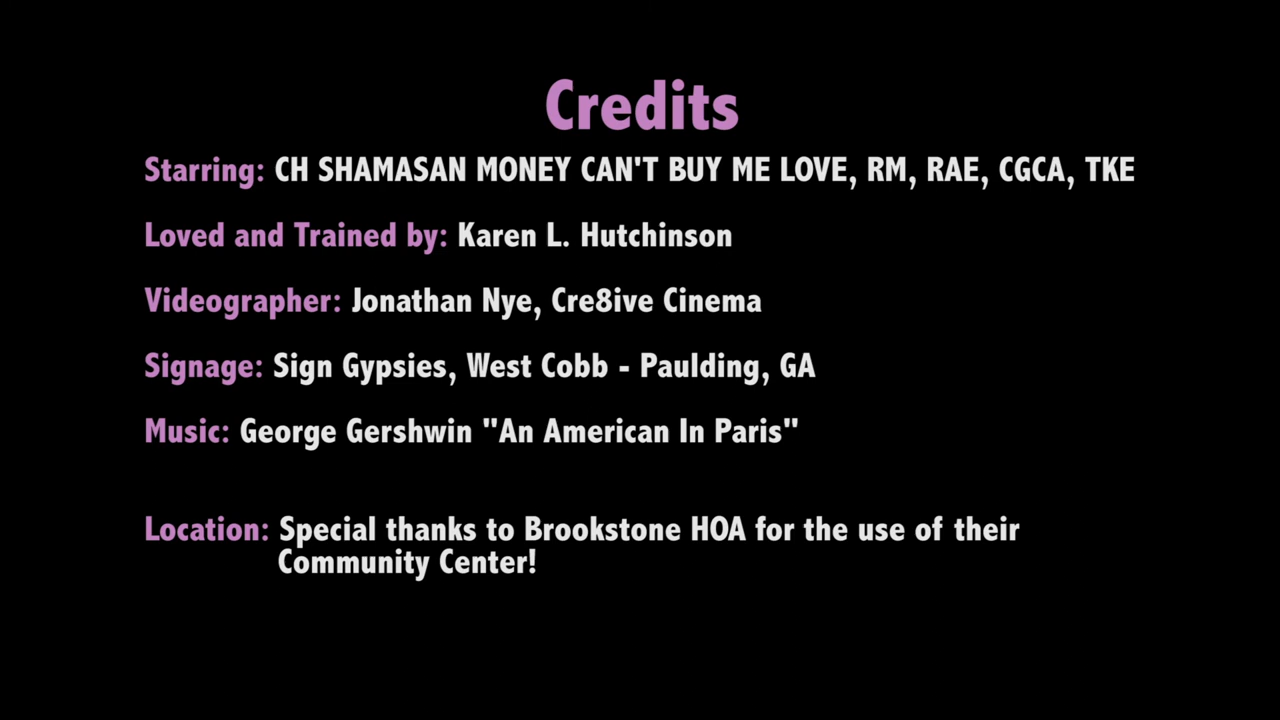 Credits
Starring: CH SHAMASAN MONEY CAN'T BUY ME LOVE, RM, RAE, CGCA, TKE
Loved and Trained by: Karen L. Hutchinson
Videographer: Jonathan Nye, Cre8ive Cinema
Signage: Sign Gypsies, West Cobb - Paulding, GA
Music: George Gershwin "An American In Paris"
Location: Special thanks to Brookstone HOA for the use of their
Community Center!